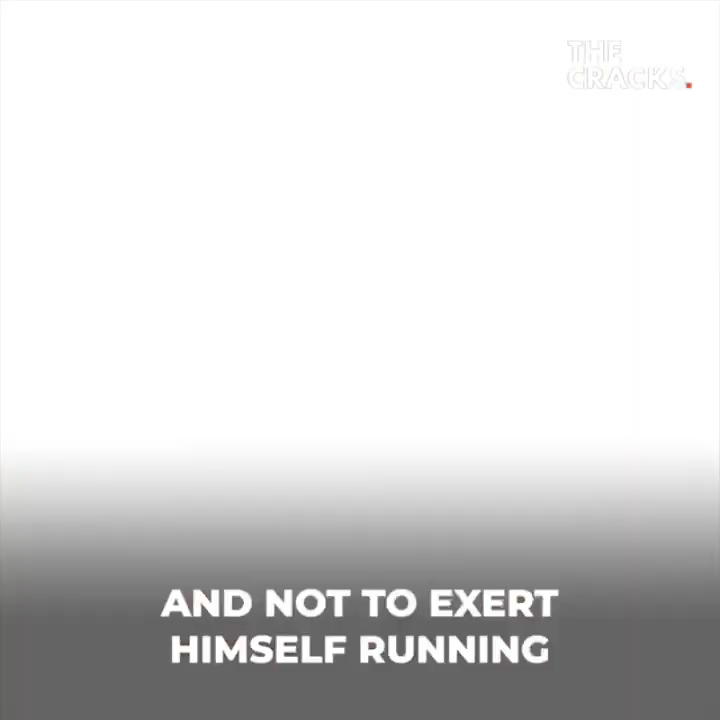 THE
CRACKS.
AND NOT TO EXERT
HIMSELF RUNNING